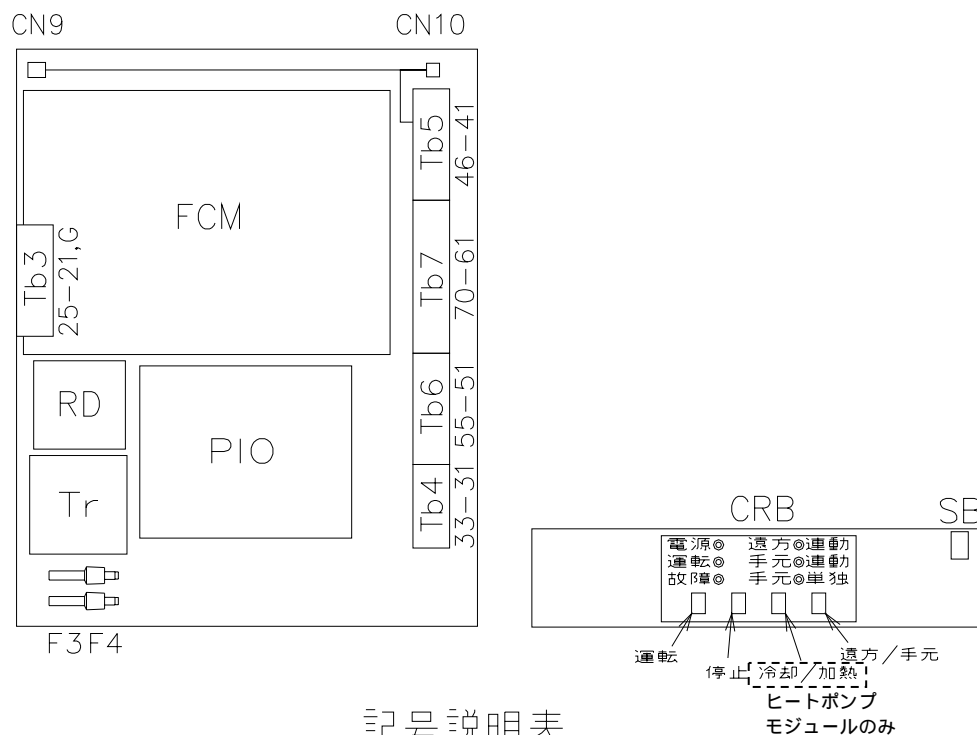 CN9
CN10
Tb5
46-41
FCM
Tb3
25-21,G
Tb7
70-61
RD
PIO
Tb6
55-51
Tr
Tb4
33-31
F3F4
CRB
SB
電源◎ 遠方◎連動
運転◎ 手元◎連動
故障◎ 手元◎単独
運転
停止
冷却/加熱
遠方/手元
ヒートポンプ
モジュールのみ
記号説明表